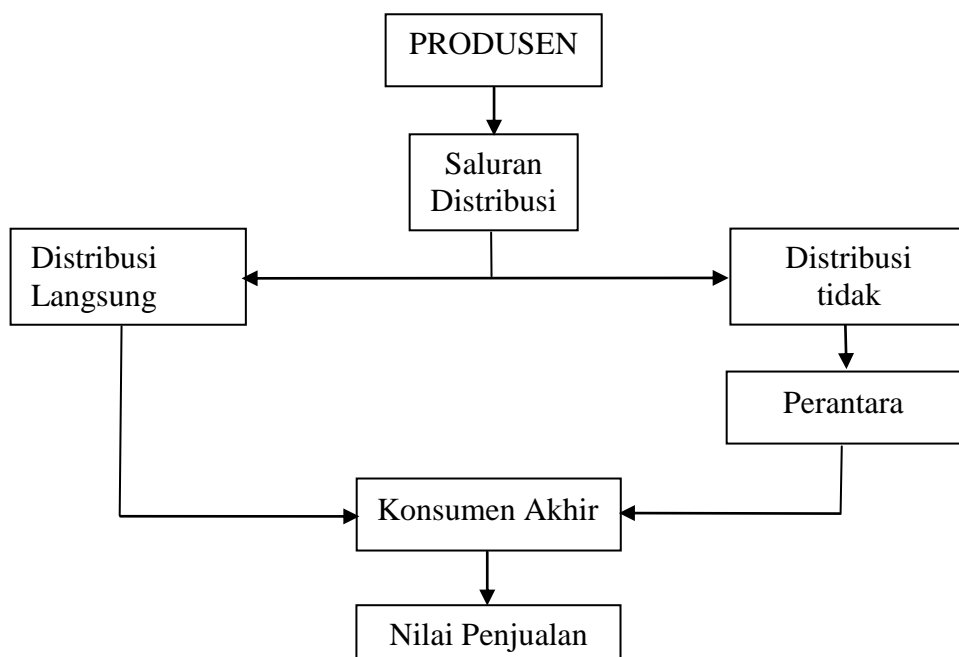 PRODUSEN
Saluran
Distribusi
Distribusi
Langsung
Distribusi
tidak
Perantara
Konsumen Akhir
Nilai Penjualan